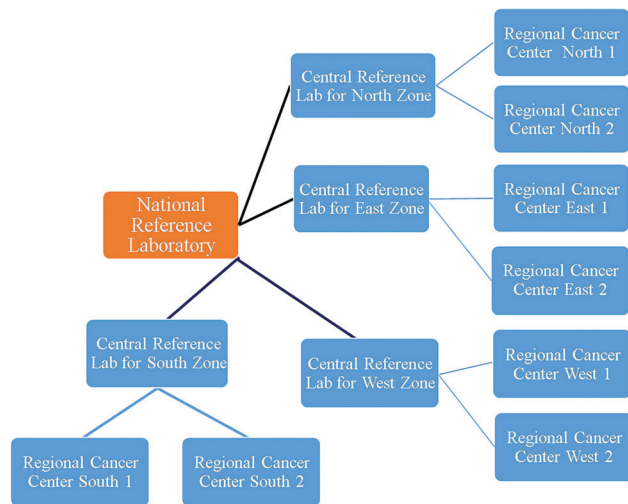 Central Reference
Lab for North Zone
Regional Cancer
Center North 1
Regional Cancer
Center North 2
National
Reference
Laboratory
Central Reference
Lab for East Zone
Regional Cancer
Center East 1
Regional Cancer
Center East 2
Central Reference
Lab for South Zone
Central Reference
Lab for West Zone
Regional Cancer
Center West 1
Regional Cancer
Center West 2
Regional Cancer
Center South 1
Regional Cancer
Center South 2